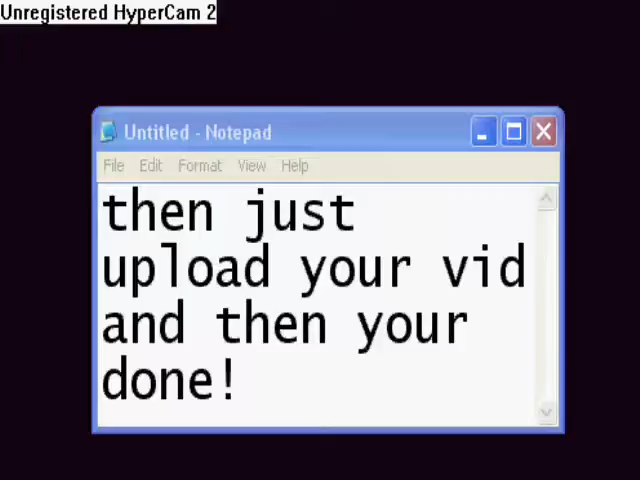 Unregistered HyperCam 2
Untitled - Notepad
File Edit Format View Help
then just
upload your vid
and then your
done!